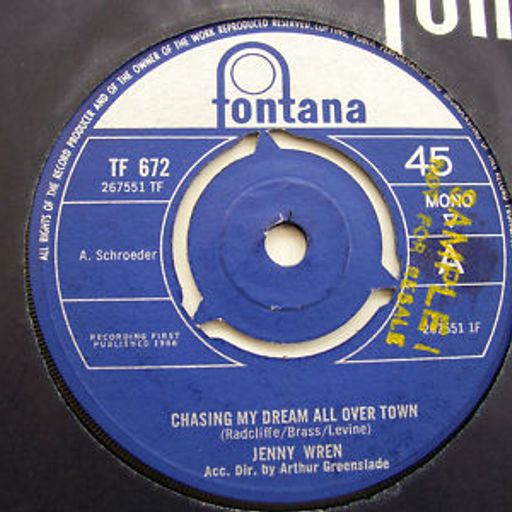 ALL RIGHTS OF THE RECORD PRODUCER AND OF THE OWNER OF THE WORK REPRODUCED RESERVED.
fontana
TF 672
267551 TF
45
MONO
A
A. Schroeder
SAMPLE!
FOR RESALE
RECORDING FIRST
PUBLISHED 1966
1F
CHASING MY DREAM ALL OVER TOWN
(Radcliffe/Brass/Levine)
JENNY WREN
Acc. Dir. by Arthur Greenslade